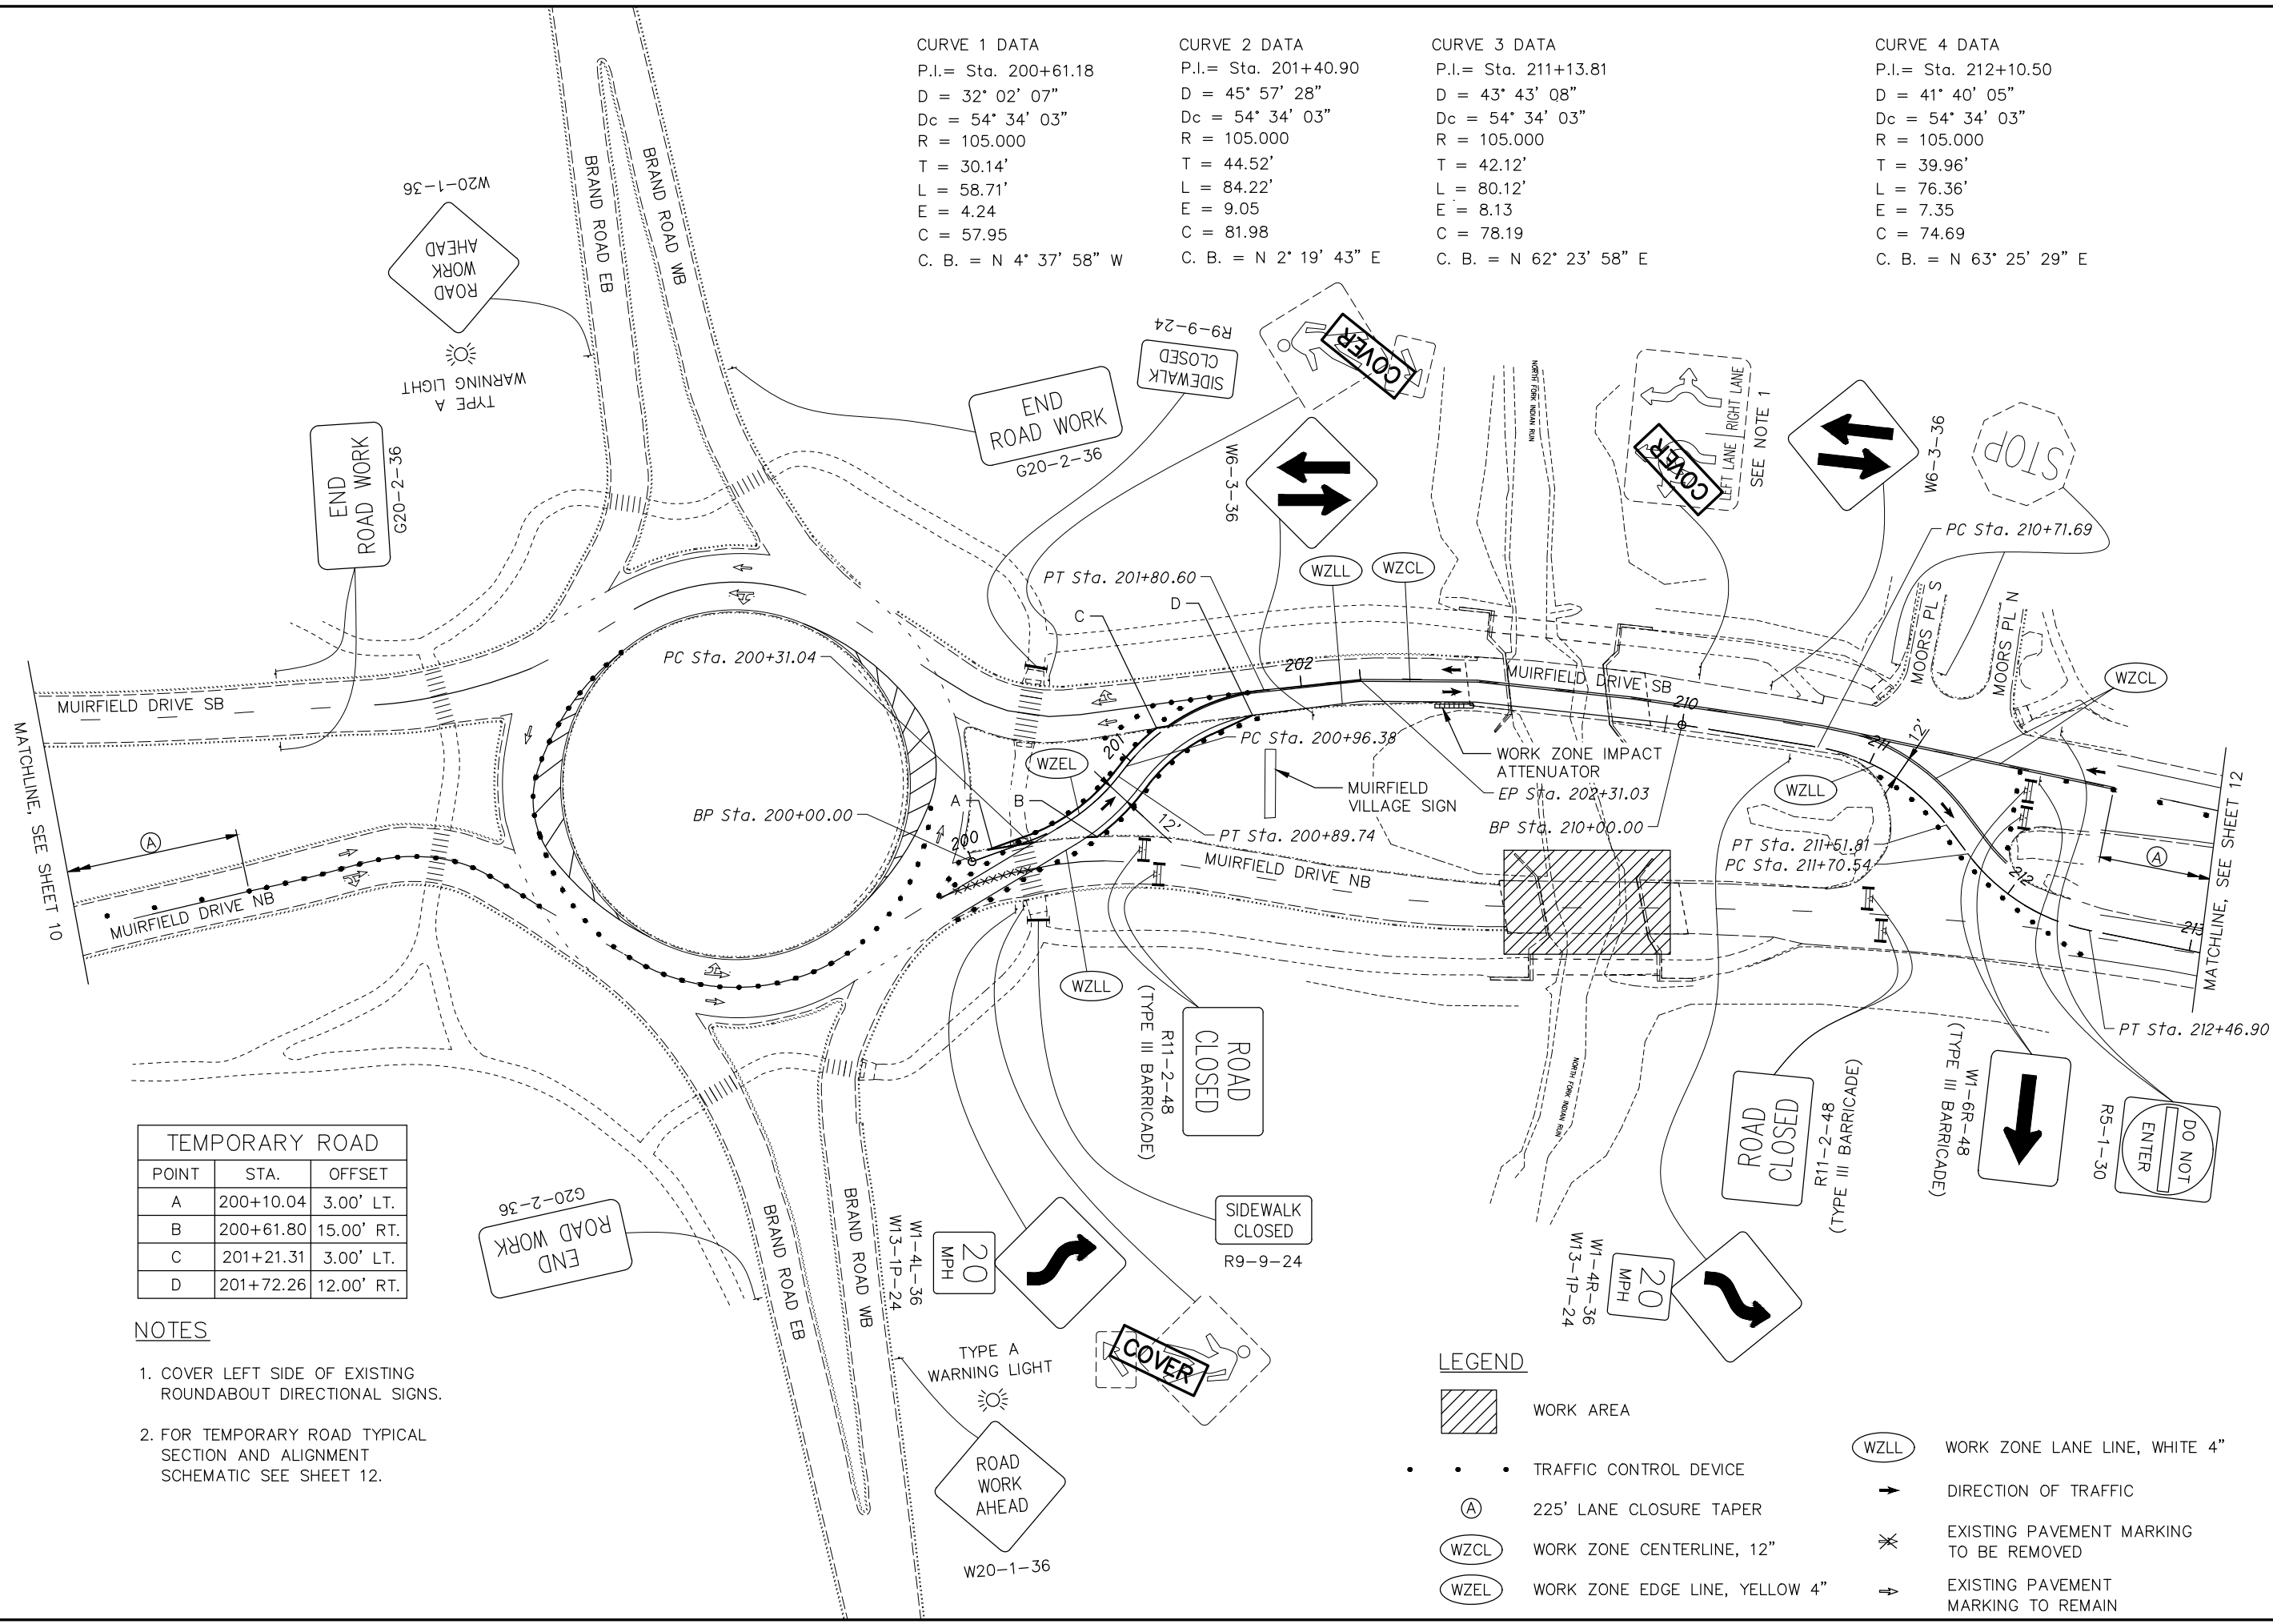 CURVE 1 DATA
P.I.= Sta. 200+61.18
D = 32° 02' 07"
Dc = 54° 34' 03"
R = 105.000
T = 30.14'
L = 58.71'
E = 4.24
C = 57.95
C. B. = N 4° 37' 58" W
CURVE 2 DATA
P.I.= Sta. 201+40.90
D = 45° 57' 28"
Dc = 54° 34' 03"
R = 105.000
T = 44.52'
L = 84.22'
E = 9.05
C = 81.98
C. B. = N 2° 19' 43" E
CURVE 3 DATA
P.I.= Sta. 211+13.81
D = 43° 43' 08"
Dc = 54° 34' 03"
R = 105.000
T = 42.12'
L = 80.12'
E = 8.13
C = 78.19
C. B. = N 62° 23' 58" E
CURVE 4 DATA
P.I.= Sta. 212+10.50
D = 41° 40' 05"
Dc = 54° 34' 03"
R = 105.000
T = 39.96'
L = 76.36'
E = 7.35
C = 74.69
C. B. = N 63° 25' 29" E
W20-1-36
ROAD
WORK
AHEAD
TYPE A
WARNING LIGHT
BRAND ROAD EB
BRAND ROAD WB
END
ROAD WORK
G20-2-36
END
ROAD WORK
G20-2-36
R9-9-24
SIDEWALK
CLOSED
COVER
W6-3-36
NORTH FORK INDIAN RUN
LEFT LANE
RIGHT LANE
COVER
SEE NOTE 1
W6-3-36
STOP
PC Sta. 210+71.69
PT Sta. 201+80.60
D
C
WZLL
WZCL
202
MUIRFIELD DRIVE SB
210
MOORS PL S
MOORS PL N
WZCL
PC Sta. 200+31.04
MUIRFIELD DRIVE SB
MATCHLINE, SEE SHEET 10
A
MUIRFIELD DRIVE NB
BP Sta. 200+00.00
200
A
B
WZEL
201
12'
PC Sta. 200+96.38
MUIRFIELD
VILLAGE SIGN
PT Sta. 200+89.74
WORK ZONE IMPACT
ATTENUATOR
EP Sta. 202+31.03
BP Sta. 210+00.00
MUIRFIELD DRIVE NB
WZLL
211
12'
WZLL
PT Sta. 211+51.81
PC Sta. 211+70.54
212
A
213
MATCHLINE, SEE SHEET 12
PT Sta. 212+46.90
WZLL
ROAD
CLOSED
R11-2-48
(TYPE III BARRICADE)
NORTH FORK INDIAN RUN
ROAD
CLOSED
R11-2-48
(TYPE III BARRICADE)
W1-6R-48
(TYPE III BARRICADE)
DO NOT
ENTER
R5-1-30
TEMPORARY ROAD
POINT STA. OFFSET
A 200+10.04 3.00' LT.
B 200+61.80 15.00' RT.
C 201+21.31 3.00' LT.
D 201+72.26 12.00' RT.
G20-2-36
END
ROAD WORK
BRAND ROAD EB
BRAND ROAD WB
W1-4L-36
W13-1P-24
20
MPH
SIDEWALK
CLOSED
R9-9-24
COVER
W1-4R-36
W13-1P-24
20
MPH
TYPE A
WARNING LIGHT
ROAD
WORK
AHEAD
W20-1-36
NOTES
1. COVER LEFT SIDE OF EXISTING
ROUNDABOUT DIRECTIONAL SIGNS.
2. FOR TEMPORARY ROAD TYPICAL
SECTION AND ALIGNMENT
SCHEMATIC SEE SHEET 12.
LEGEND
WORK AREA
TRAFFIC CONTROL DEVICE
A 225' LANE CLOSURE TAPER
WZCL WORK ZONE CENTERLINE, 12"
WZEL WORK ZONE EDGE LINE, YELLOW 4"
WZLL WORK ZONE LANE LINE, WHITE 4"
DIRECTION OF TRAFFIC
EXISTING PAVEMENT MARKING
TO BE REMOVED
EXISTING PAVEMENT
MARKING TO REMAIN